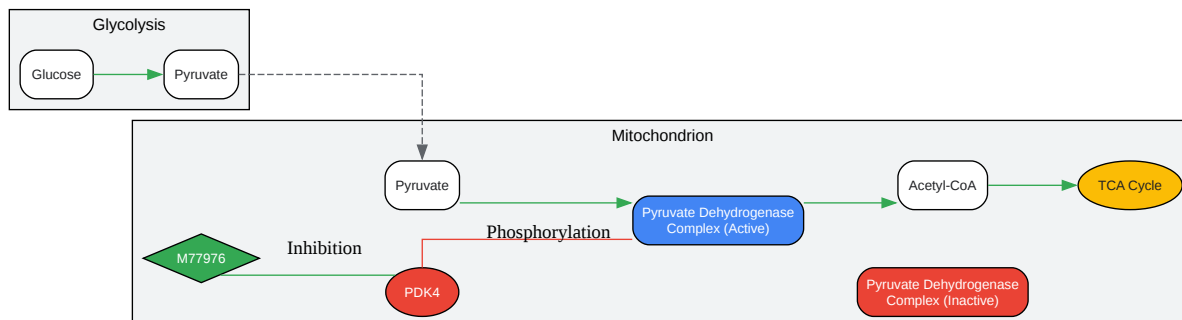 Glycolysis
Glucose
Pyruvate
Mitochondrion
Pyruvate
Acetyl-CoA
TCA Cycle
Pyruvate Dehydrogenase
Complex (Active)
Phosphorylation
Inhibition
M77976
PDK4
Pyruvate Dehydrogenase
Complex (Inactive)